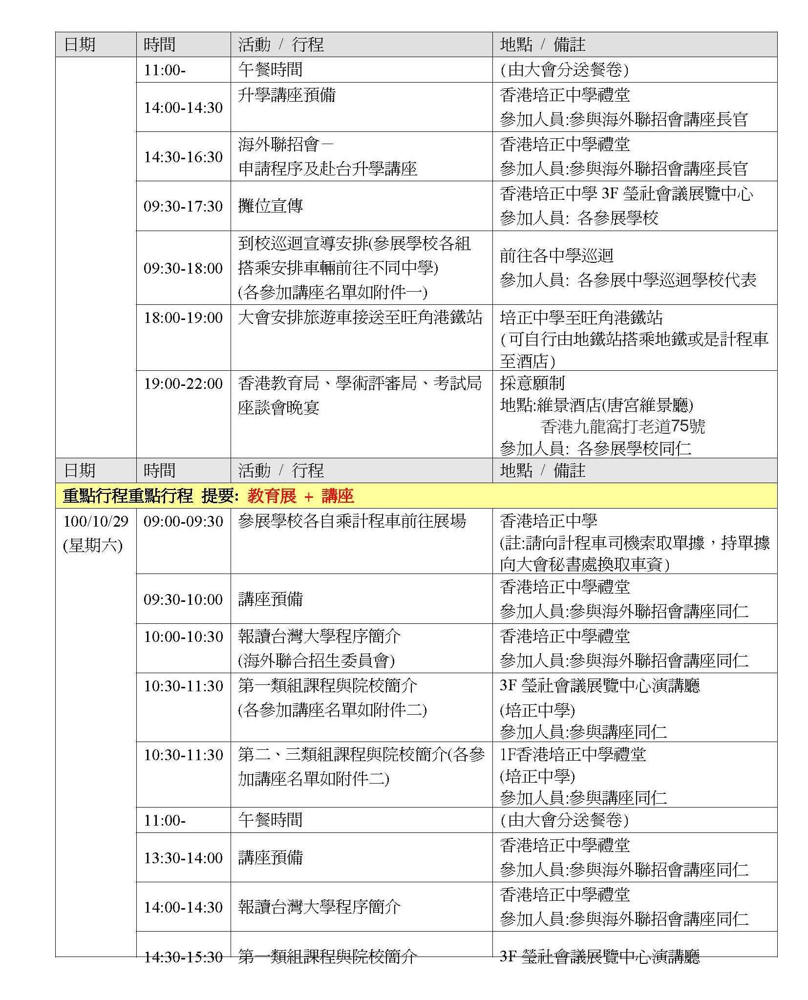 日期 時間 活動 / 行程 地點 / 備註
11:00- 午餐時間 (由大會分送餐卷)
14:00-14:30 升學講座預備 香港培正中學禮堂
參加人員:參與海外聯招會講座長官
14:30-16:30 海外聯招會－ 香港培正中學禮堂
申請程序及赴台升學講座 參加人員:參與海外聯招會講座長官
09:30-17:30 攤位宣傳 香港培正中學 3F 瑩社會議展覽中心
參加人員: 各參展學校
09:30-18:00 到校巡迴宣導安排(參展學校各組
搭乘安排車輛前往不同中學)
(各參加講座名單如附件一)
前往各中學巡迴
參加人員: 各參展中學巡迴學校代表
18:00-19:00 大會安排旅遊車接送至旺角港鐵站 培正中學至旺角港鐵站
(可自行由地鐵站搭乘地鐵或是計程車
至酒店)
19:00-22:00 香港教育局、學術評審局、考試局
座談會晚宴
採意願制
地點:維景酒店(唐宮維景廳)
香港九龍窩打老道75號
參加人員: 各參展學校同仁
日期 時間 活動 / 行程 地點 / 備註
重點行程重點行程 提要: 教育展 + 講座
100/10/29
(星期六)
09:00-09:30 參展學校各自乘計程車前往展場 香港培正中學
(註:請向計程車司機索取單據，持單據
向大會秘書處換取車資)
09:30-10:00 講座預備 香港培正中學禮堂
參加人員:參與海外聯招會講座同仁
10:00-10:30 報讀台灣大學程序簡介 香港培正中學禮堂
(海外聯合招生委員會) 參加人員:參與海外聯招會講座同仁
10:30-11:30 第一類組課程與院校簡介 3F 瑩社會議展覽中心演講廳
(各參加講座名單如附件二) (培正中學)
參加人員:參與講座同仁
10:30-11:30 第二、三類組課程與院校簡介(各參 1F香港培正中學禮堂
加講座名單如附件二) (培正中學)
參加人員:參與講座同仁
11:00- 午餐時間 (由大會分送餐卷)
13:30-14:00 講座預備 香港培正中學禮堂
參加人員:參與海外聯招會講座同仁
14:00-14:30 報讀台灣大學程序簡介 香港培正中學禮堂
參加人員:參與海外聯招會講座同仁
14:30-15:30 第一類組課程與院校簡介 3F 瑩社會議展覽中心演講廳